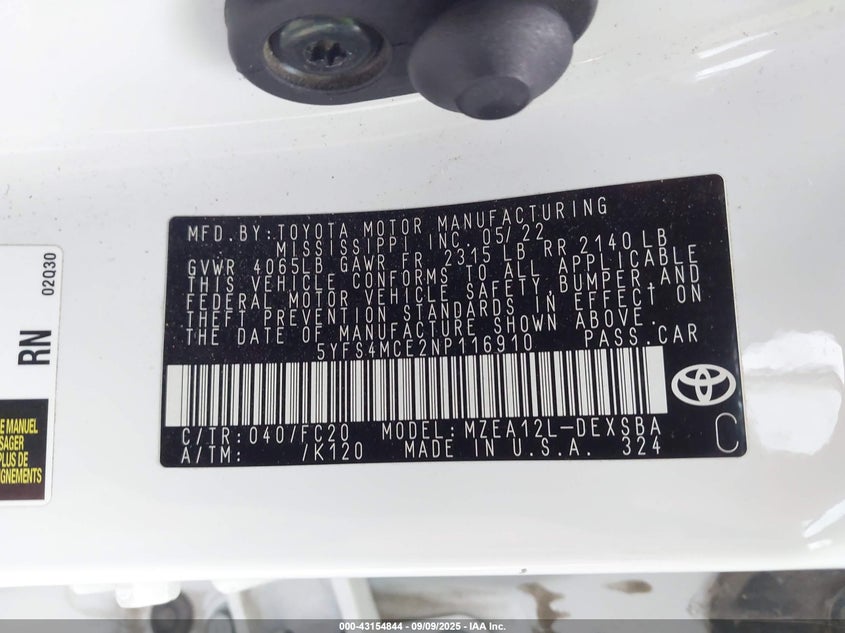 MFD. BY: TOYOTA MOTOR MANUFACTURING
MISSISSIPPI INC. 05/22
GVWR 4065LB GAWR FR 2315 LB RR 2140 LB
THIS VEHICLE CONFORMS TO ALL APPLICABLE
FEDERAL MOTOR VEHICLE SAFETY, BUMPER, AND
THEFT PREVENTION STANDARDS IN EFFECT ON
THE DATE OF MANUFACTURE SHOWN ABOVE.
5YFS4MCE2NP116910 PASS. CAR
C/TR: 040/FC20 MODEL: MZEA12L-DEXSBA
A/TM: /K120 MADE IN U.S.A. 324
C
RN 02Q30
E MANUEL
PLUS DE
000-43154844 | 09/09/2025 - IAA Inc.